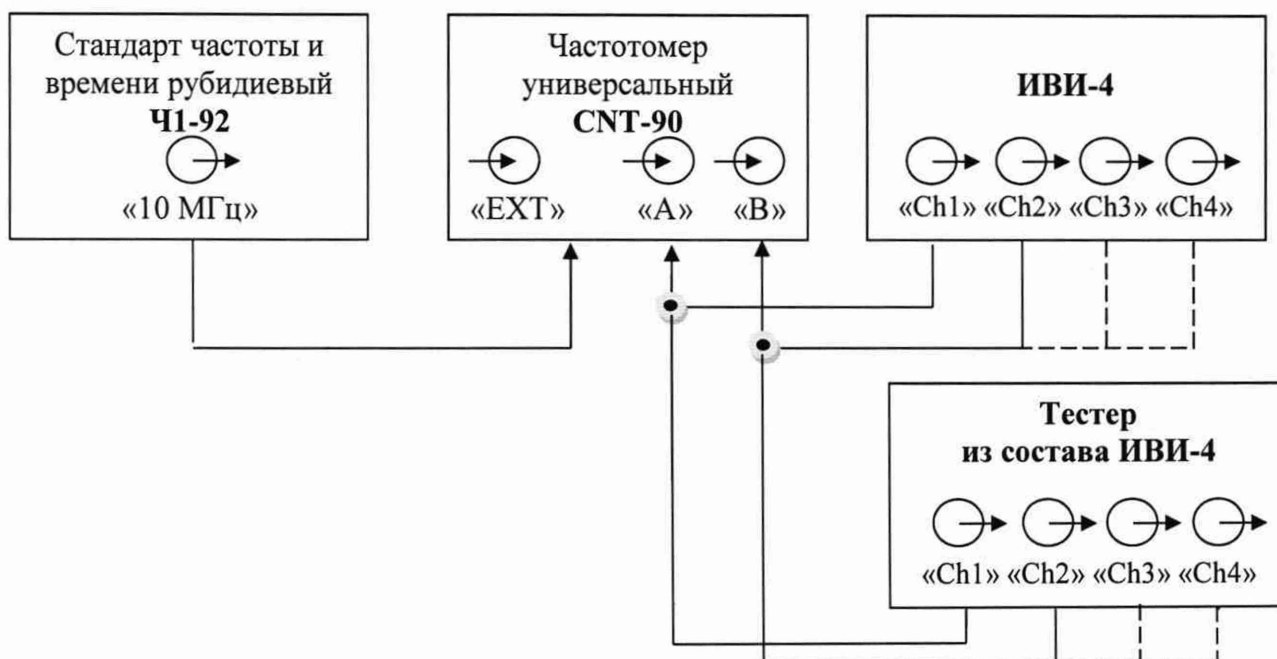 Стандарт частоты и
времени рубидиевый
Ч1-92
«10 МГц»
Частотомер
универсальный
CNT-90
«EXT» «A» «B»
ИВИ-4
«Ch1» «Ch2» «Ch3» «Ch4»
Тестер
из состава ИВИ-4
«Ch1» «Ch2» «Ch3» «Ch4»